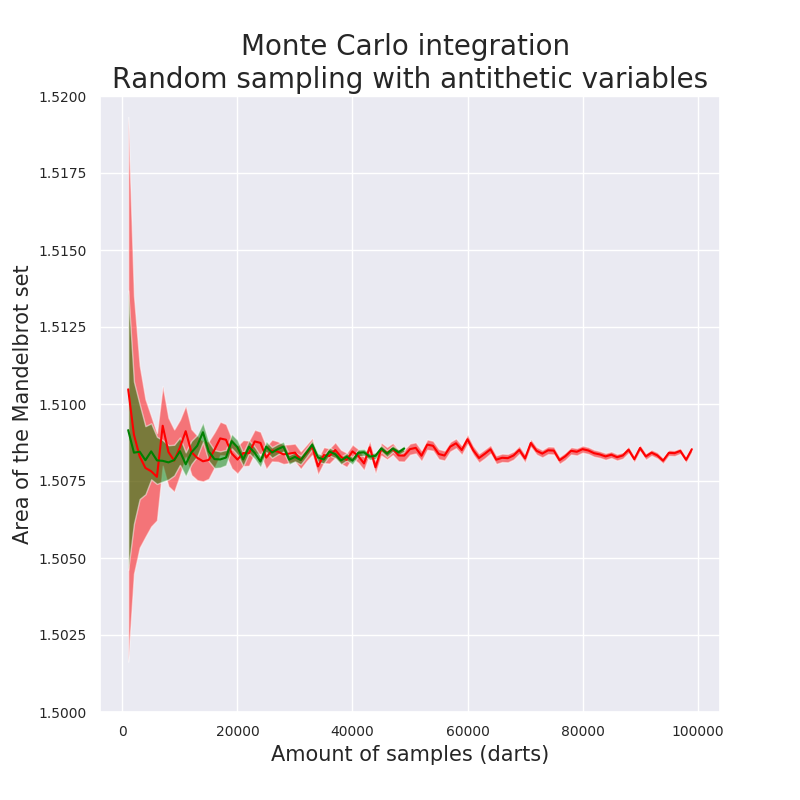 Monte Carlo integration
Random sampling with antithetic variables
1.5200
1.5175
1.5150
1.5125
1.5100
1.5075
1.5050
1.5025
1.5000
Area of the Mandelbrot set
0 20000 40000 60000 80000 100000
Amount of samples (darts)